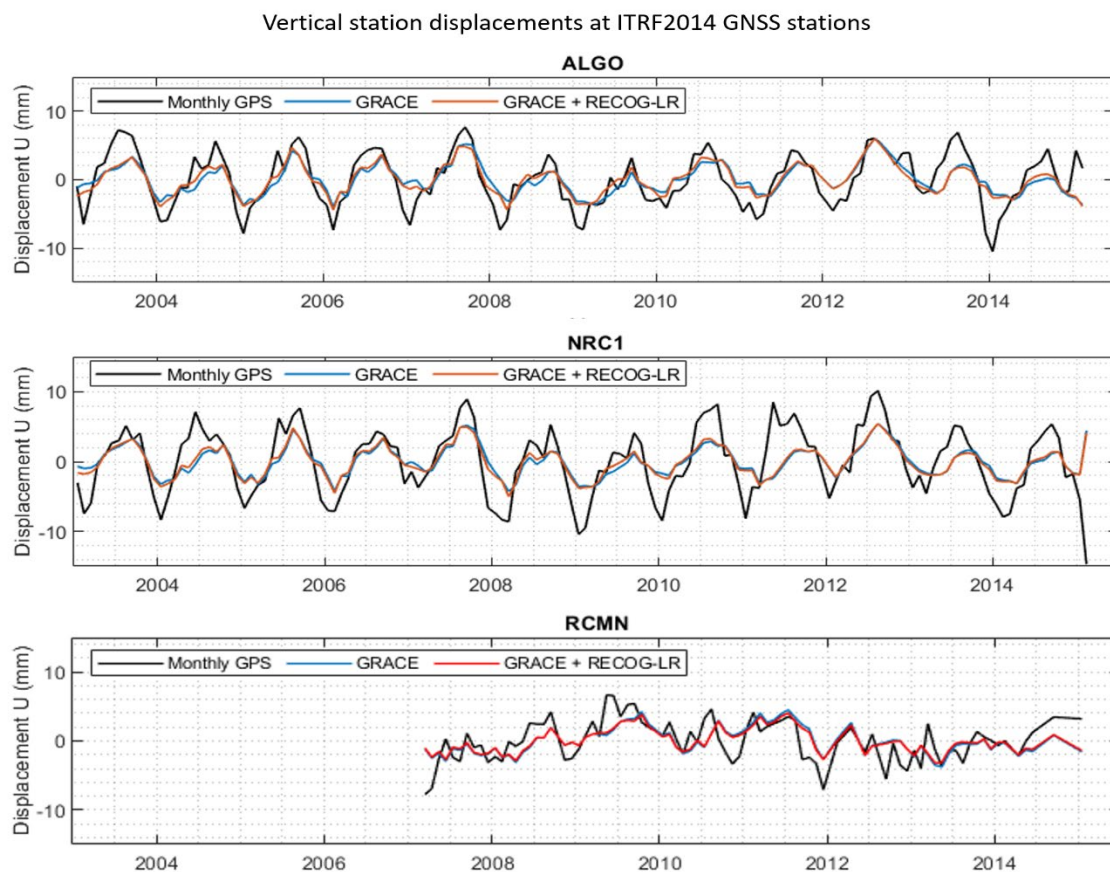 Vertical station displacements at ITRF2014 GNSS stations
ALGO
Monthly GPS GRACE GRACE + RECOG-LR
Displacement U (mm)
10
0
-10
2004 2006 2008 2010 2012 2014
NRC1
Monthly GPS GRACE GRACE + RECOG-LR
Displacement U (mm)
10
0
-10
2004 2006 2008 2010 2012 2014
RCMN
Monthly GPS GRACE GRACE + RECOG-LR
Displacement U (mm)
10
0
-10
2004 2006 2008 2010 2012 2014